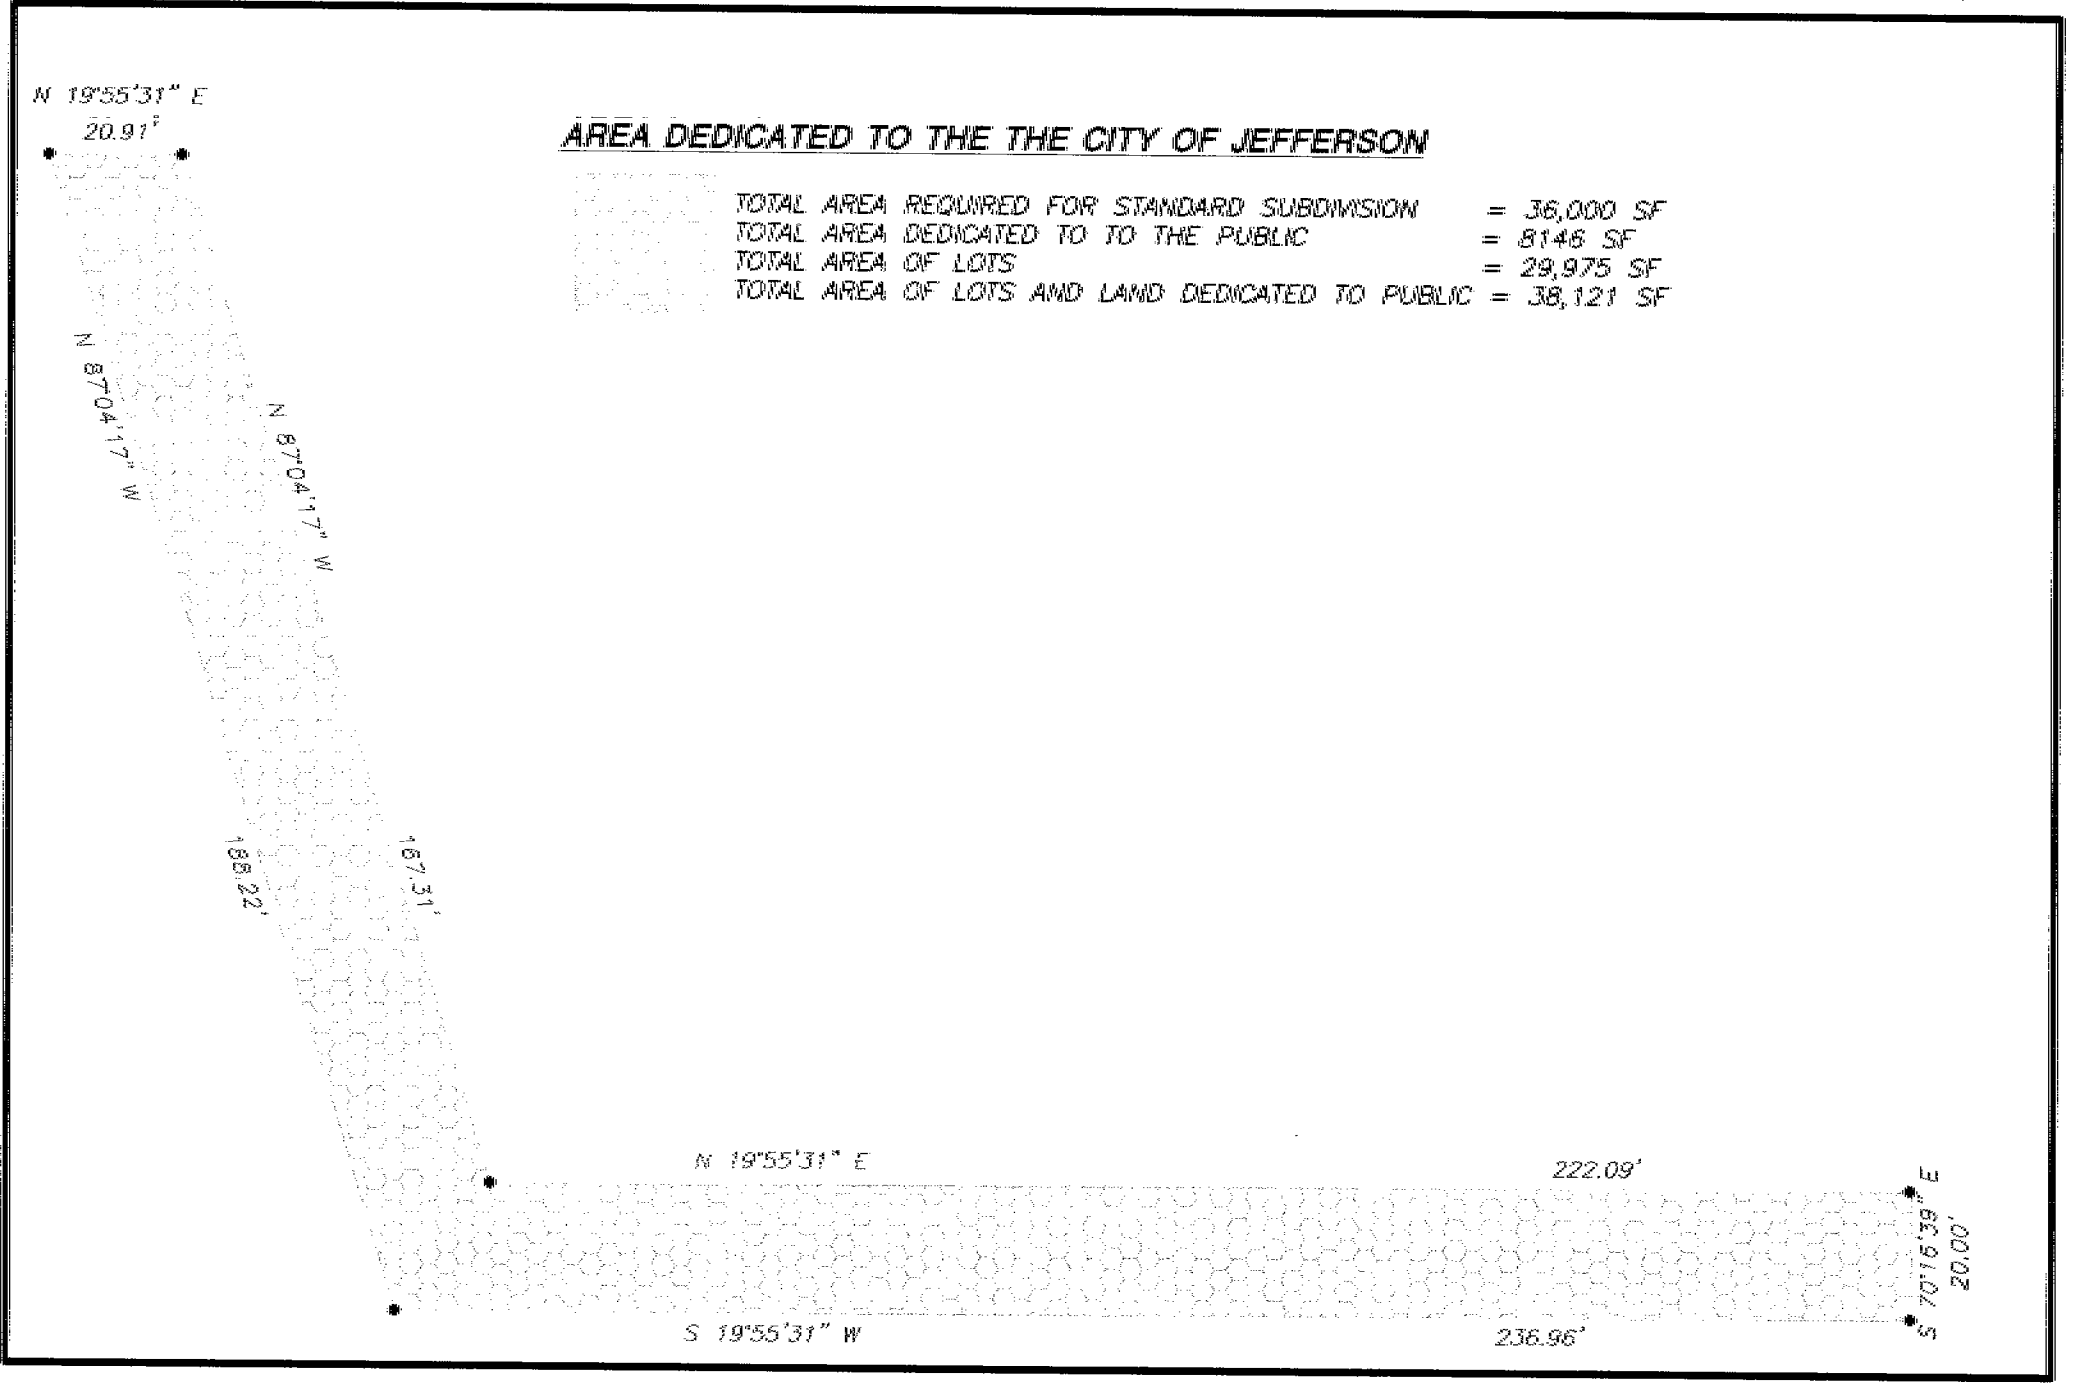 N 19°55'31" E
20.91'
AREA DEDICATED TO THE THE CITY OF JEFFERSON
TOTAL AREA REQUIRED FOR STANDARD SUBDIVISION = 36,000 SF
TOTAL AREA DEDICATED TO TO THE PUBLIC = 8146 SF
TOTAL AREA OF LOTS = 29,975 SF
TOTAL AREA OF LOTS AND LAND DEDICATED TO PUBLIC = 38,121 SF
N 87°04'17" W
N 87°04'17" W
188.22'
187.31'
N 19°55'31" E
222.09'
S 70°16'39" E
20.00'
S 19°55'31" W
236.96'